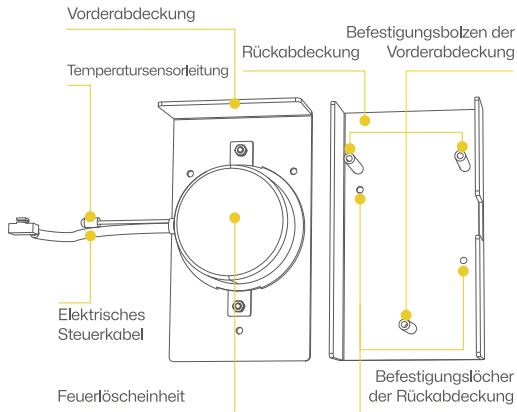 Vorderabdeckung
Befestigungsbolzen der
Vorderabdeckung
Rückabdeckung
Temperatursensorleitung
Elektrisches
Steuerkabel
Feuerlöscheinheit
Befestigungslöcher
der Rückabdeckung